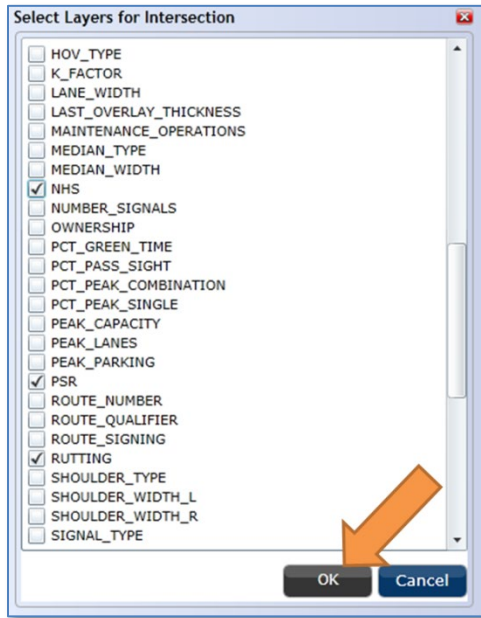 Select Layers for Intersection
HOV_TYPE
K_FACTOR
LANE_WIDTH
LAST_OVERLAY_THICKNESS
MAINTENANCE_OPERATIONS
MEDIAN_TYPE
MEDIAN_WIDTH
NHS
NUMBER_SIGNALS
OWNERSHIP
PCT_GREEN_TIME
PCT_PASS_SIGHT
PCT_PEAK_COMBINATION
PCT_PEAK_SINGLE
PEAK_CAPACITY
PEAK_LANES
PEAK_PARKING
PSR
ROUTE_NUMBER
ROUTE_QUALIFIER
ROUTE_SIGNING
RUTTING
SHOULDER_TYPE
SHOULDER_WIDTH_L
SHOULDER_WIDTH_R
SIGNAL_TYPE
OK Cancel